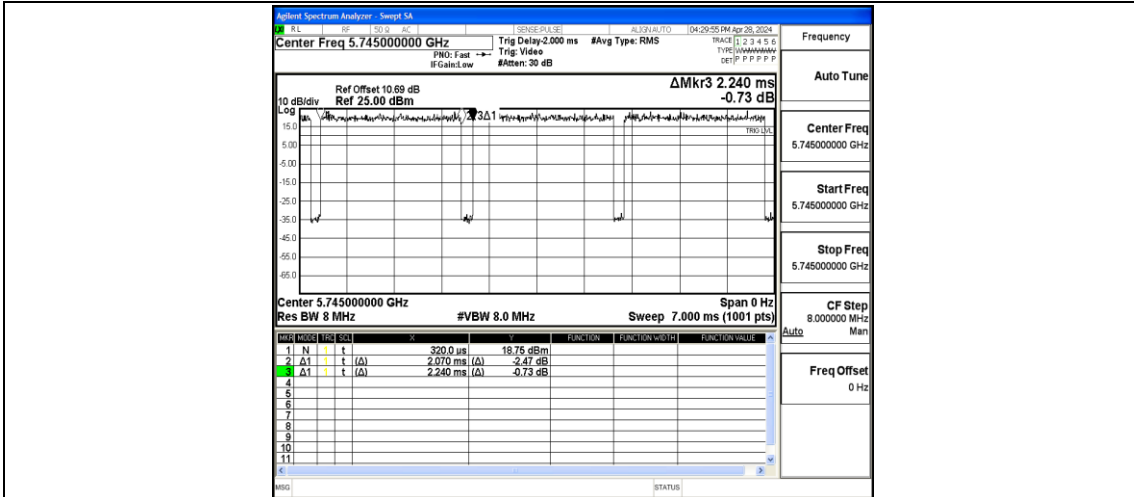 Agilent Spectrum Analyzer - Swept SA
RL RF 50 Ω AC SENSE:PULSE ALIGN AUTO 04:29:55 PM Apr 28, 2024
Center Freq 5.745000000 GHz
PNO: Fast
IFGain:Low
Trig Delay-2.000 ms
Trig: Video
#Atten: 30 dB
#Avg Type: RMS
TRACE 1 2 3 4 5 6
TYPE
DET P P P P P P
Frequency
Auto Tune
Center Freq
5.745000000 GHz
Start Freq
5.745000000 GHz
Stop Freq
5.745000000 GHz
CF Step
8.000000 MHz
Auto Man
Freq Offset
0 Hz
ΔMkr3 2.240 ms
-0.73 dB
Ref Offset 10.69 dB
10 dB/div Ref 25.00 dBm
Log
15.0
5.00
-5.00
-15.0
-25.0
-35.0
-45.0
-55.0
-65.0
3Δ1
TRIG LVL
Center 5.745000000 GHz Span 0 Hz
Res BW 8 MHz #VBW 8.0 MHz Sweep 7.000 ms (1001 pts)
MKR MODE TRC SCL X Y FUNCTION FUNCTION WIDTH FUNCTION VALUE
1 N 1 t 320.0 us 18.75 dBm
2 Δ1 1 t (Δ) 2.070 ms (Δ) -2.47 dB
3 Δ1 1 t (Δ) 2.240 ms (Δ) -0.73 dB
4
5
6
7
8
9
10
11
MSG STATUS